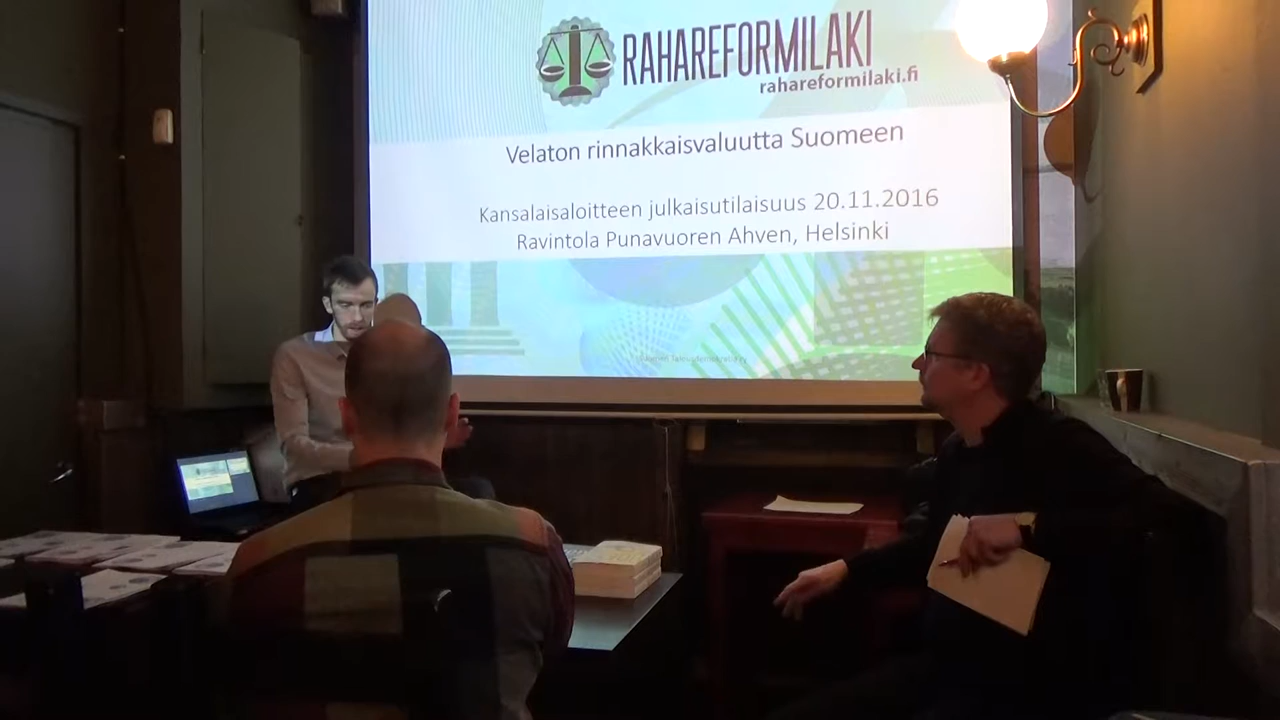 RAHAREFORMILAKI
rahareformilaki.fi
Velaton rinnakkaisvaluutta Suomeen
Kansalaisaloitteen julkaisutilaisuus 20.11.2016
Ravintola Punavuoren Ahven, Helsinki